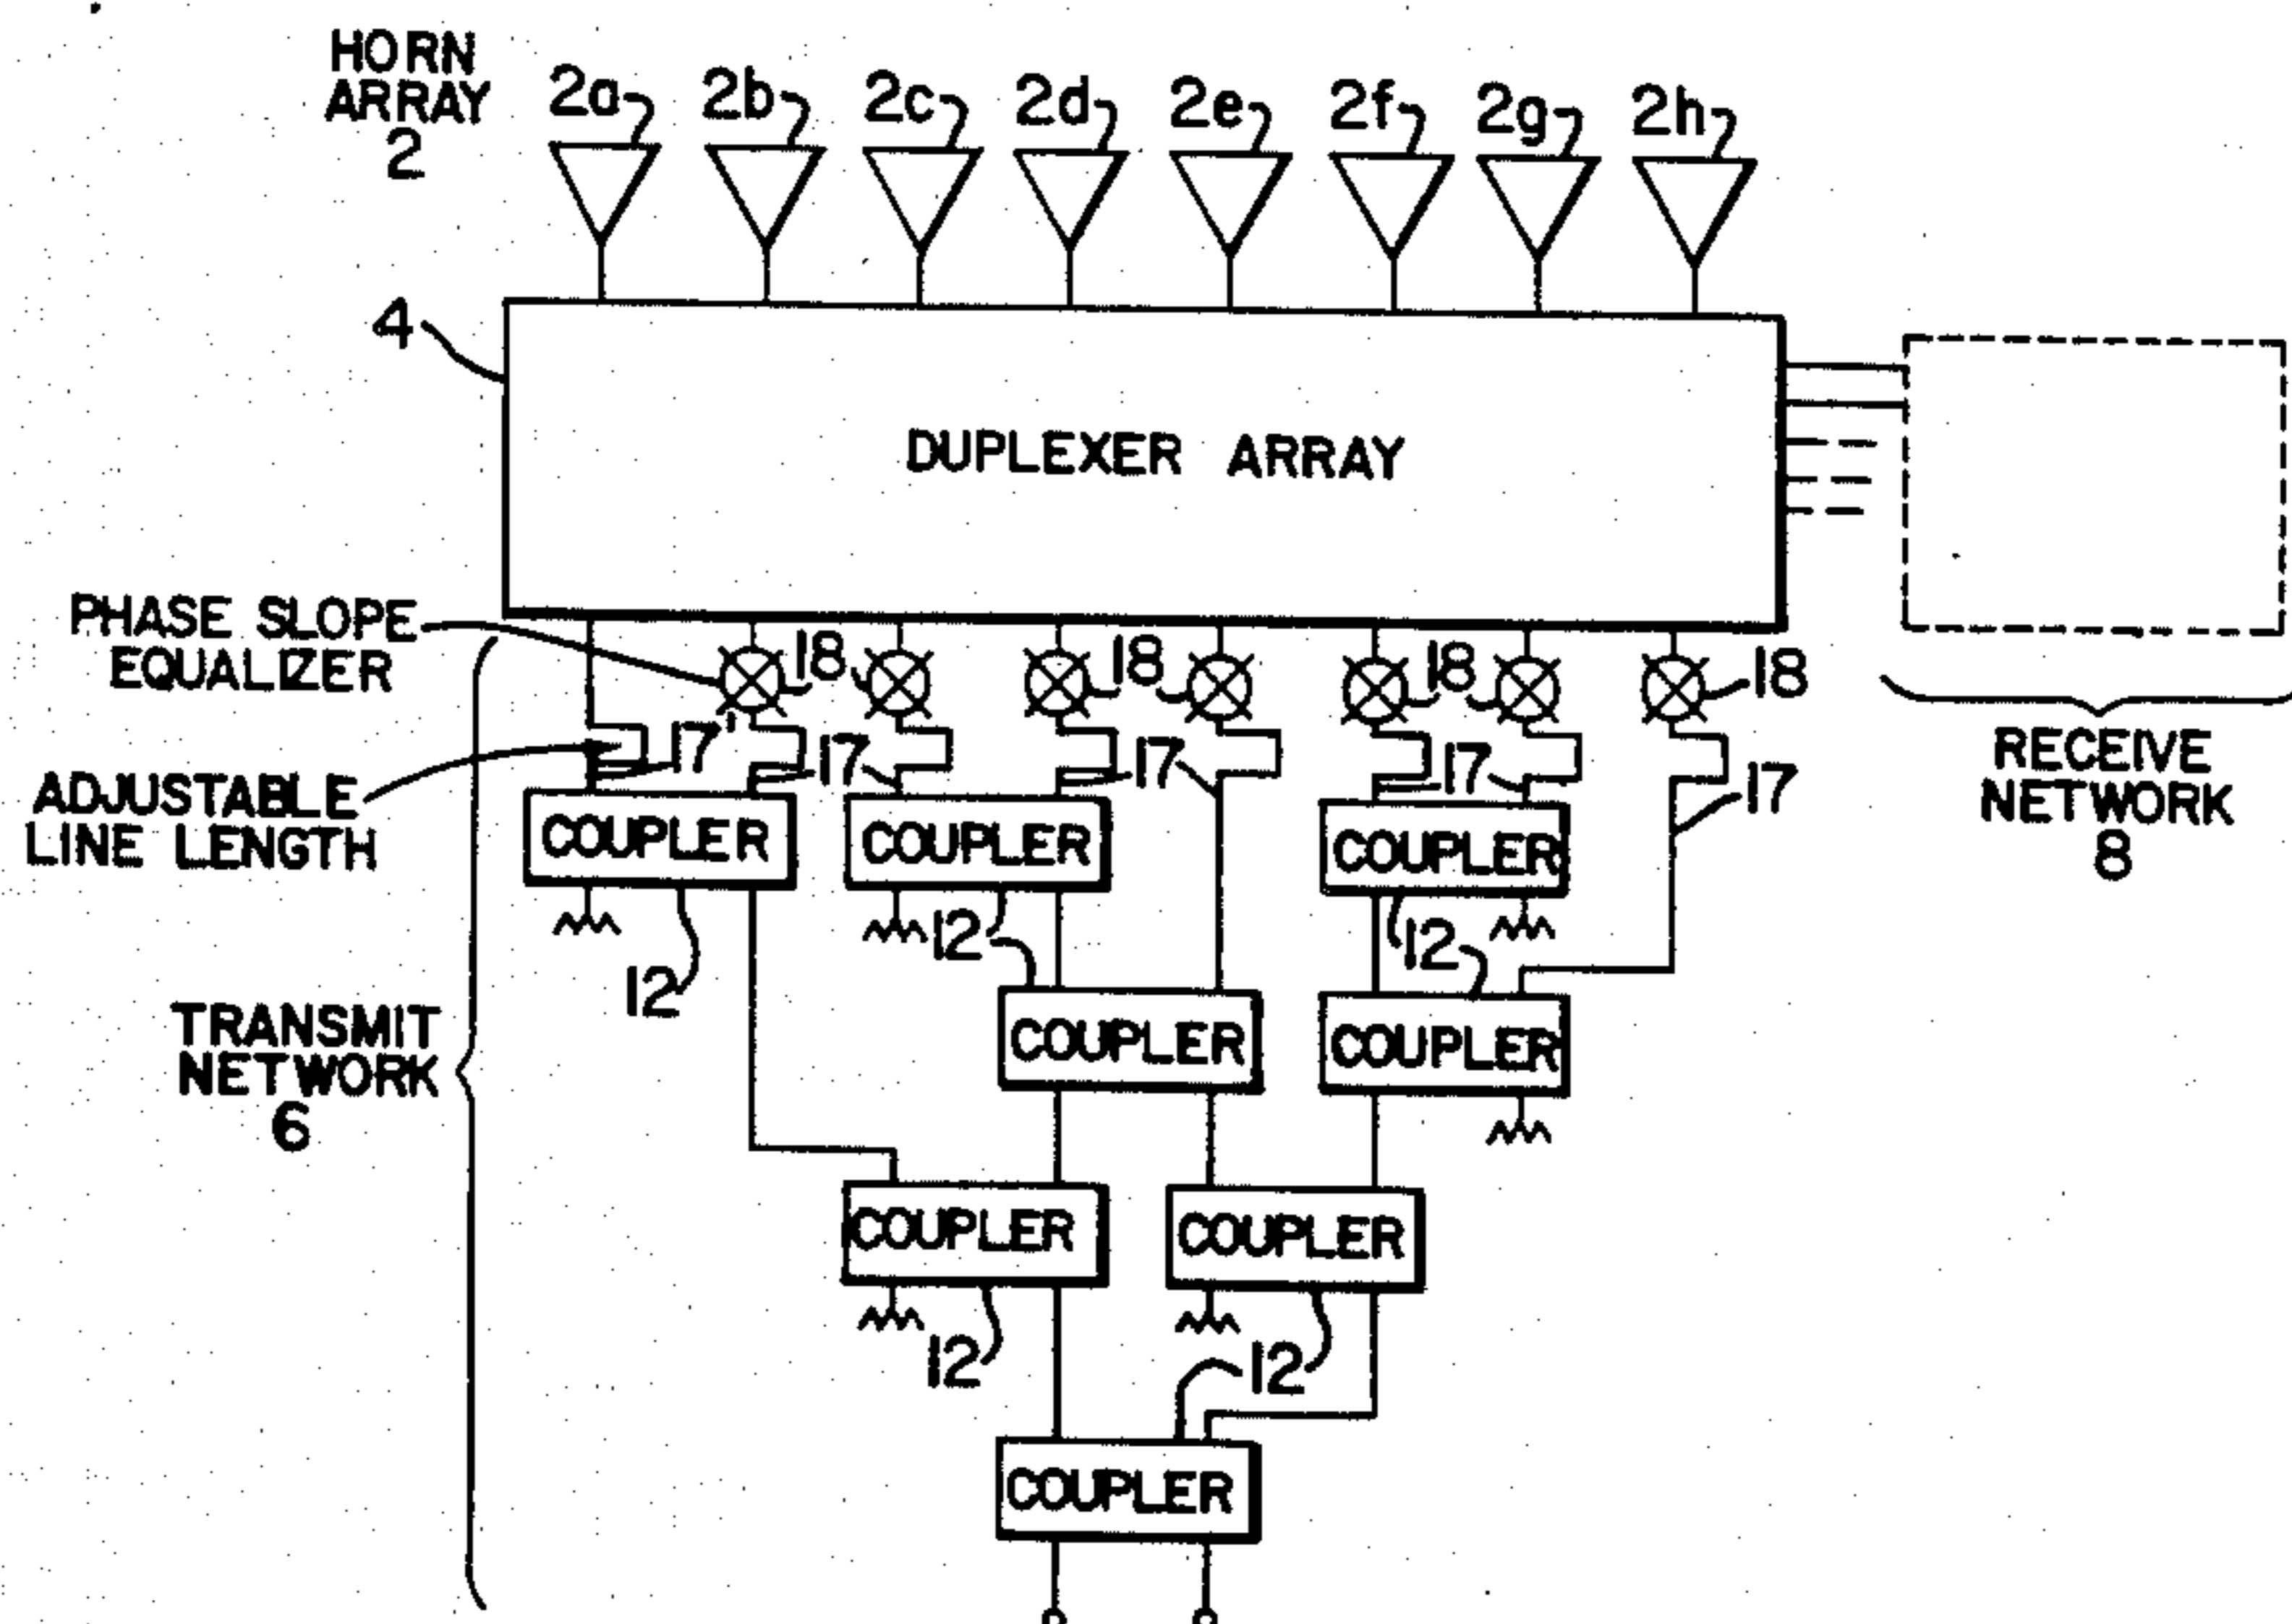 HORN
ARRAY
2
2a 2b 2c 2d 2e 2f 2g 2h
4
DUPLEXER ARRAY
PHASE SLOPE
EQUALIZER
18 18 18 18
ADJUSTABLE
LINE LENGTH
17 17 17 17 17
RECEIVE
NETWORK
8
COUPLER COUPLER COUPLER
12 12 12
TRANSMIT
NETWORK
6
COUPLER COUPLER
COUPLER COUPLER
12 12
COUPLER